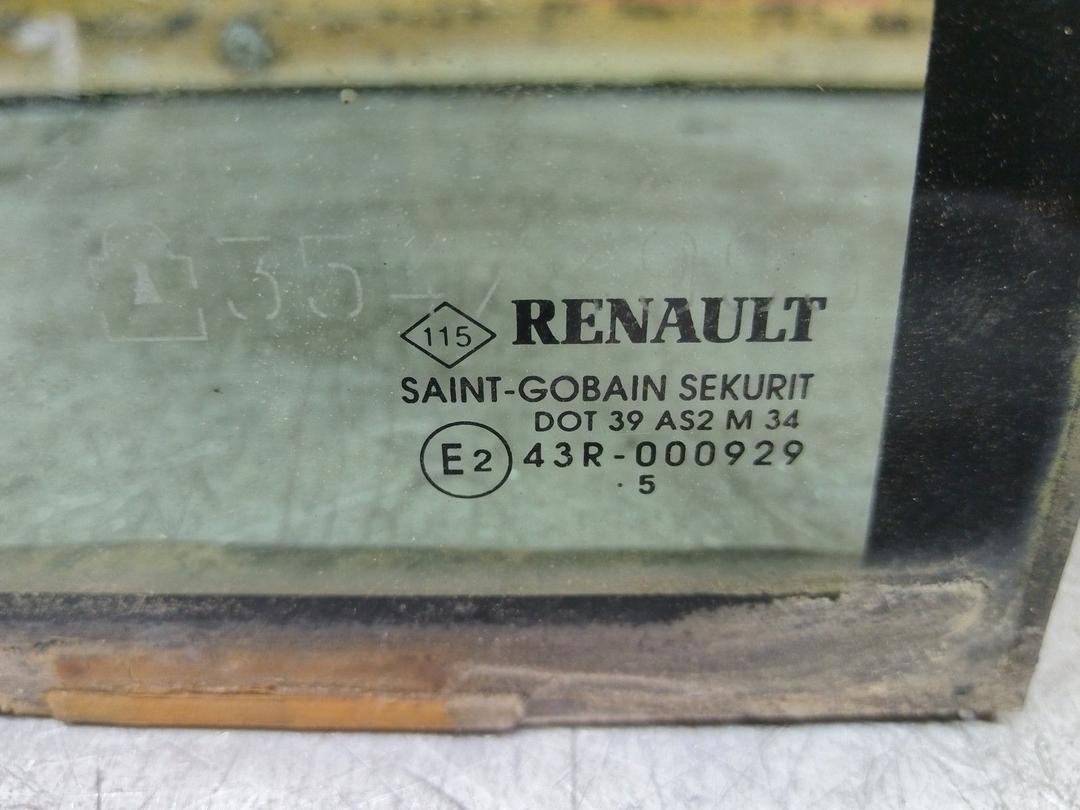 115 RENAULT
SAINT-GOBAIN SEKURIT
DOT 39 AS2 M 34
E2 43R-000929
. 5